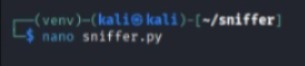 ┌──(venv)─(kali㉿kali)-[~/sniffer]
└─$ nano sniffer.py